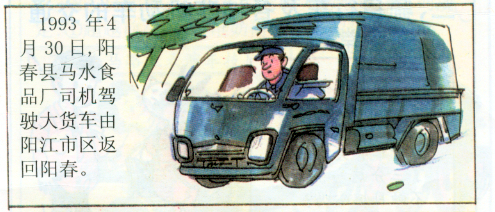 1993 年4
月 30 日,阳
春县马水食
品厂司机驾
驶大货车由
阳江市区返
回阳春。